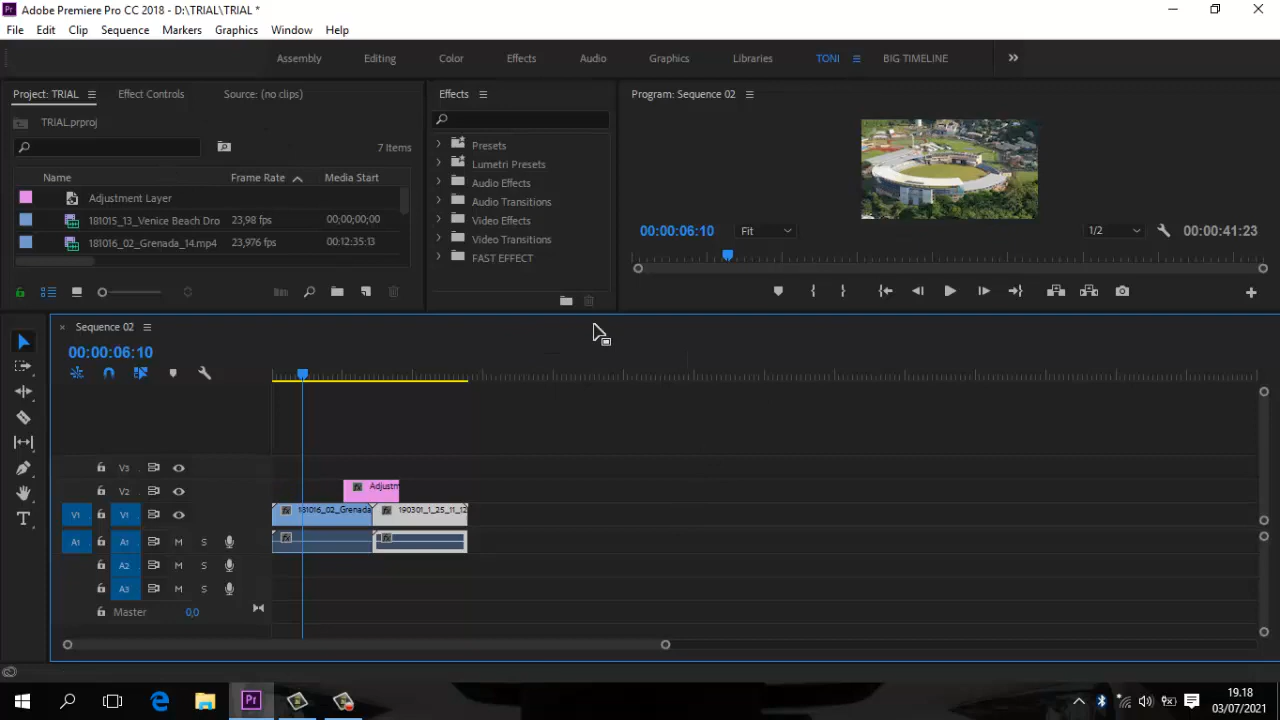 Adobe Premiere Pro CC 2018 - D:\TRIAL\TRIAL *
File Edit Clip Sequence Markers Graphics Window Help
Assembly Editing Color Effects Audio Graphics Libraries TONI BIG TIMELINE
Project: TRIAL Effect Controls Source: (no clips)
TRIAL.prproj
7 Items
Name Frame Rate Media Start
Adjustment Layer
181015_13_Venice Beach Dro 23,98 fps 00;00;00;00
181016_02_Grenada_14.mp4 23,976 fps 00:12:35:13
Effects
Presets
Lumetri Presets
Audio Effects
Audio Transitions
Video Effects
Video Transitions
FAST EFFECT
Program: Sequence 02
00:00:06:10 Fit 1/2 00:00:41:23
Sequence 02
00:00:06:10
V3
V2 Adjustm
V1 V1 181016_02_Grenada 190301_1_25_11_12
A1 A1 M S
A2 M S
A3 M S
Master 0,0
19.18
03/07/2021